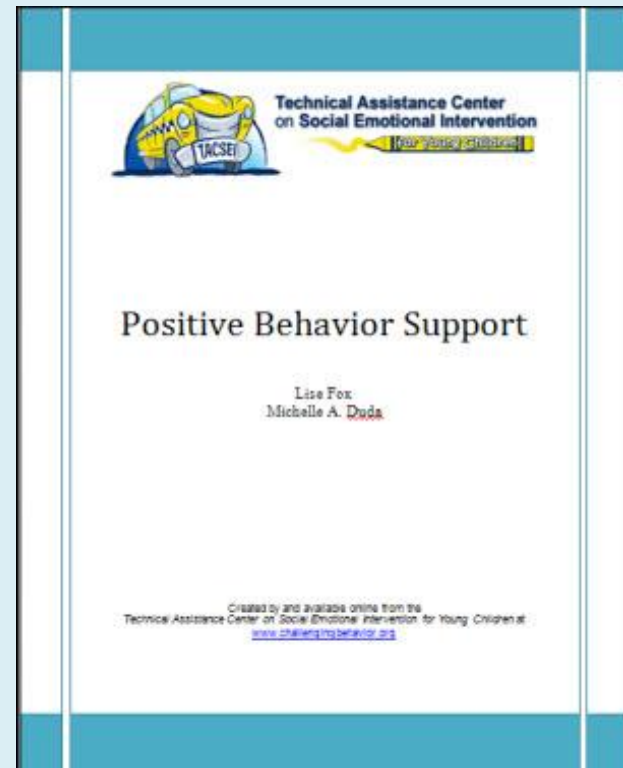 TACSEI
Technical Assistance Center
on Social Emotional Intervention
for Young Children
Positive Behavior Support
Lise Fox
Michelle A. Duda
Created by and available online from the
Technical Assistance Center on Social Emotional Intervention for Young Children at
www.challengingbehavior.org